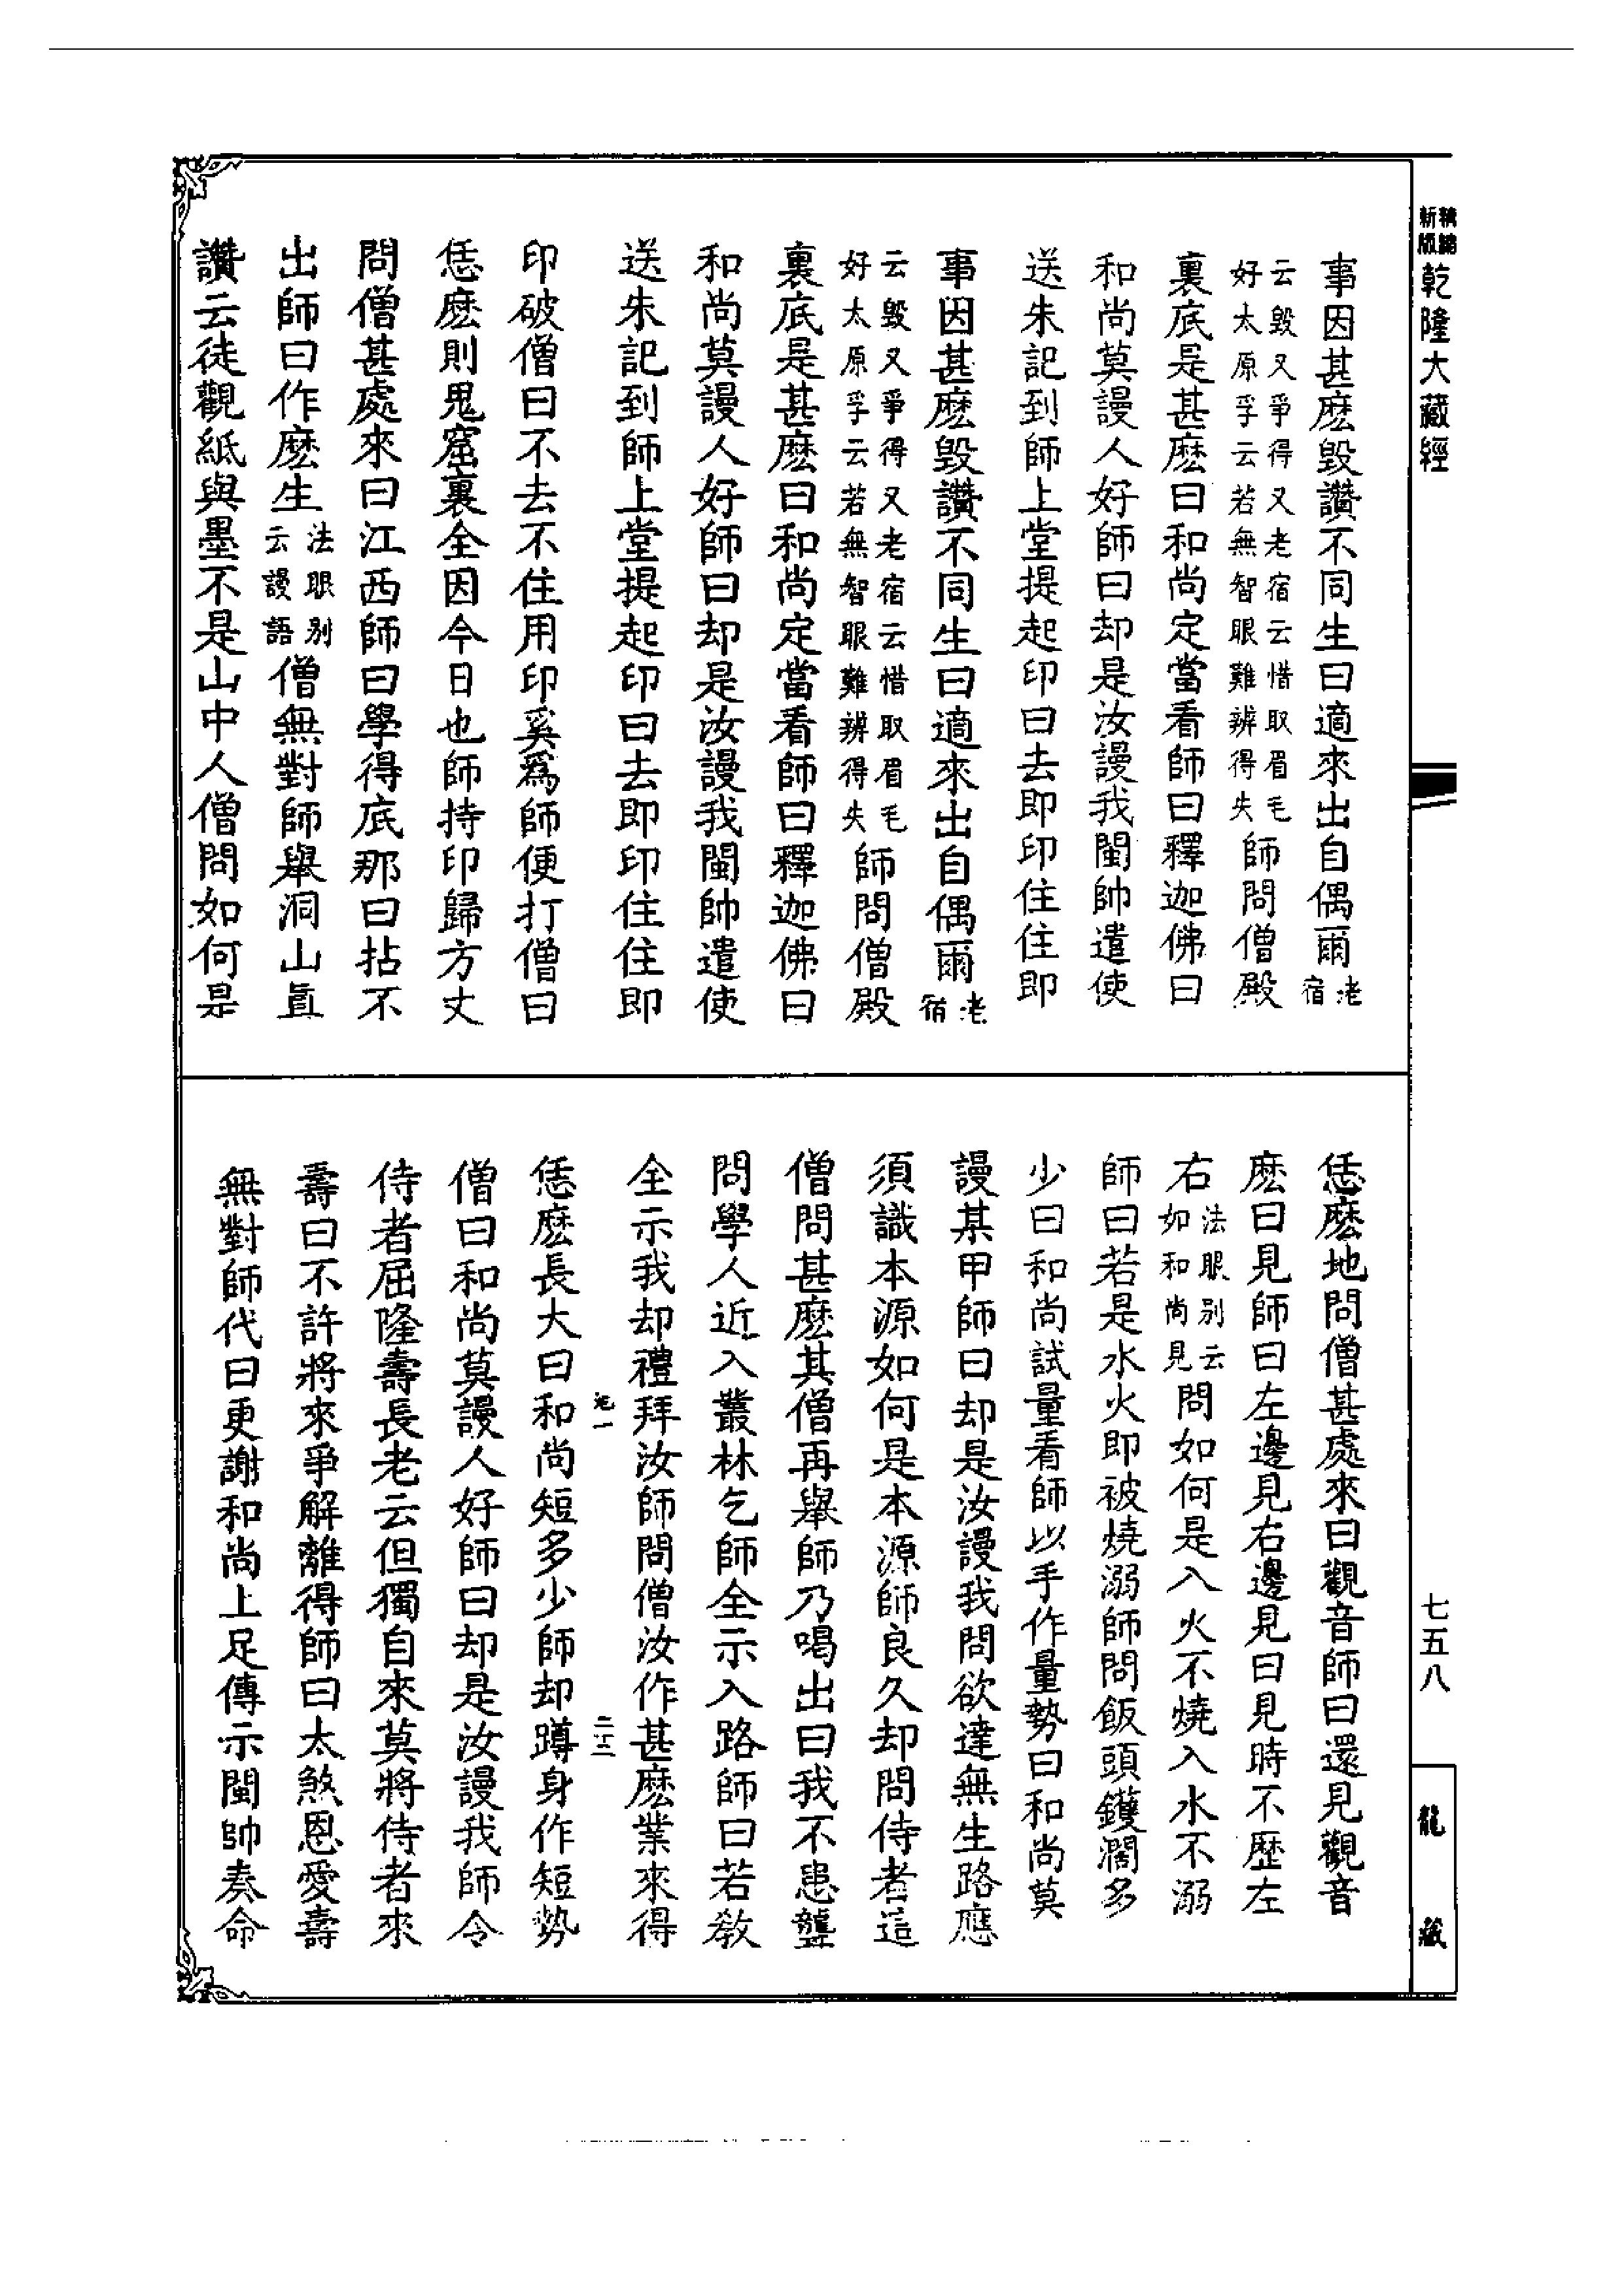 精縮
新版
乾隆大藏經
七五八
龍藏
事因甚麽毀讚不同生曰適來出自偶爾老宿
云毀又爭得又老宿云惜取眉毛好太原孚云若無智眼難辨得失師問僧殿
裏底是甚麽曰和尚定當看師曰釋迦佛曰
和尚莫謾人好師曰却是汝謾我閩帥遣使
送朱記到師上堂提起印曰去即印住住即
事因甚麽毀讚不同生曰適來出自偶爾老宿
云毀又爭得又老宿云惜取眉毛好太原孚云若無智眼難辨得失師問僧殿
裏底是甚麽曰和尚定當看師曰釋迦佛曰
和尚莫謾人好師曰却是汝謾我閩帥遣使
送朱記到師上堂提起印曰去即印住住即
印破僧曰不去不住用印奚爲師便打僧曰
恁麽則鬼窟裏全因今日也師持印歸方丈
問僧甚處來曰江西師曰學得底那曰拈不
出師曰作麽生法眼別云謾語僧無對師舉洞山眞
讚云徒觀紙與墨不是山中人僧問如何是
恁麽地問僧甚處來曰觀音師曰還見觀音
麽曰見師曰左邊見右邊見曰見時不歷左
右法眼別云如和尚見問如何是入火不燒入水不溺
師曰若是水火即被燒溺師問飯頭鑊濶多
少曰和尚試量看師以手作量勢曰和尚莫
謾某甲師曰却是汝謾我問欲達無生路應
須識本源如何是本源師良久却問侍者這
僧問甚麽其僧再舉師乃喝出曰我不患聾
問學人近入叢林乞師全示入路師曰若敎
全示我却禮拜汝師問僧汝作甚麽業來得
恁麽長大曰和尚短多少師却蹲身作短勢
僧曰和尚莫謾人好師曰却是汝謾我師令
侍者屈隆壽長老云但獨自來莫將侍者來
壽曰不許將來爭解離得師曰太煞恩愛壽
無對師代曰更謝和尚上足傳示閩帥奏命